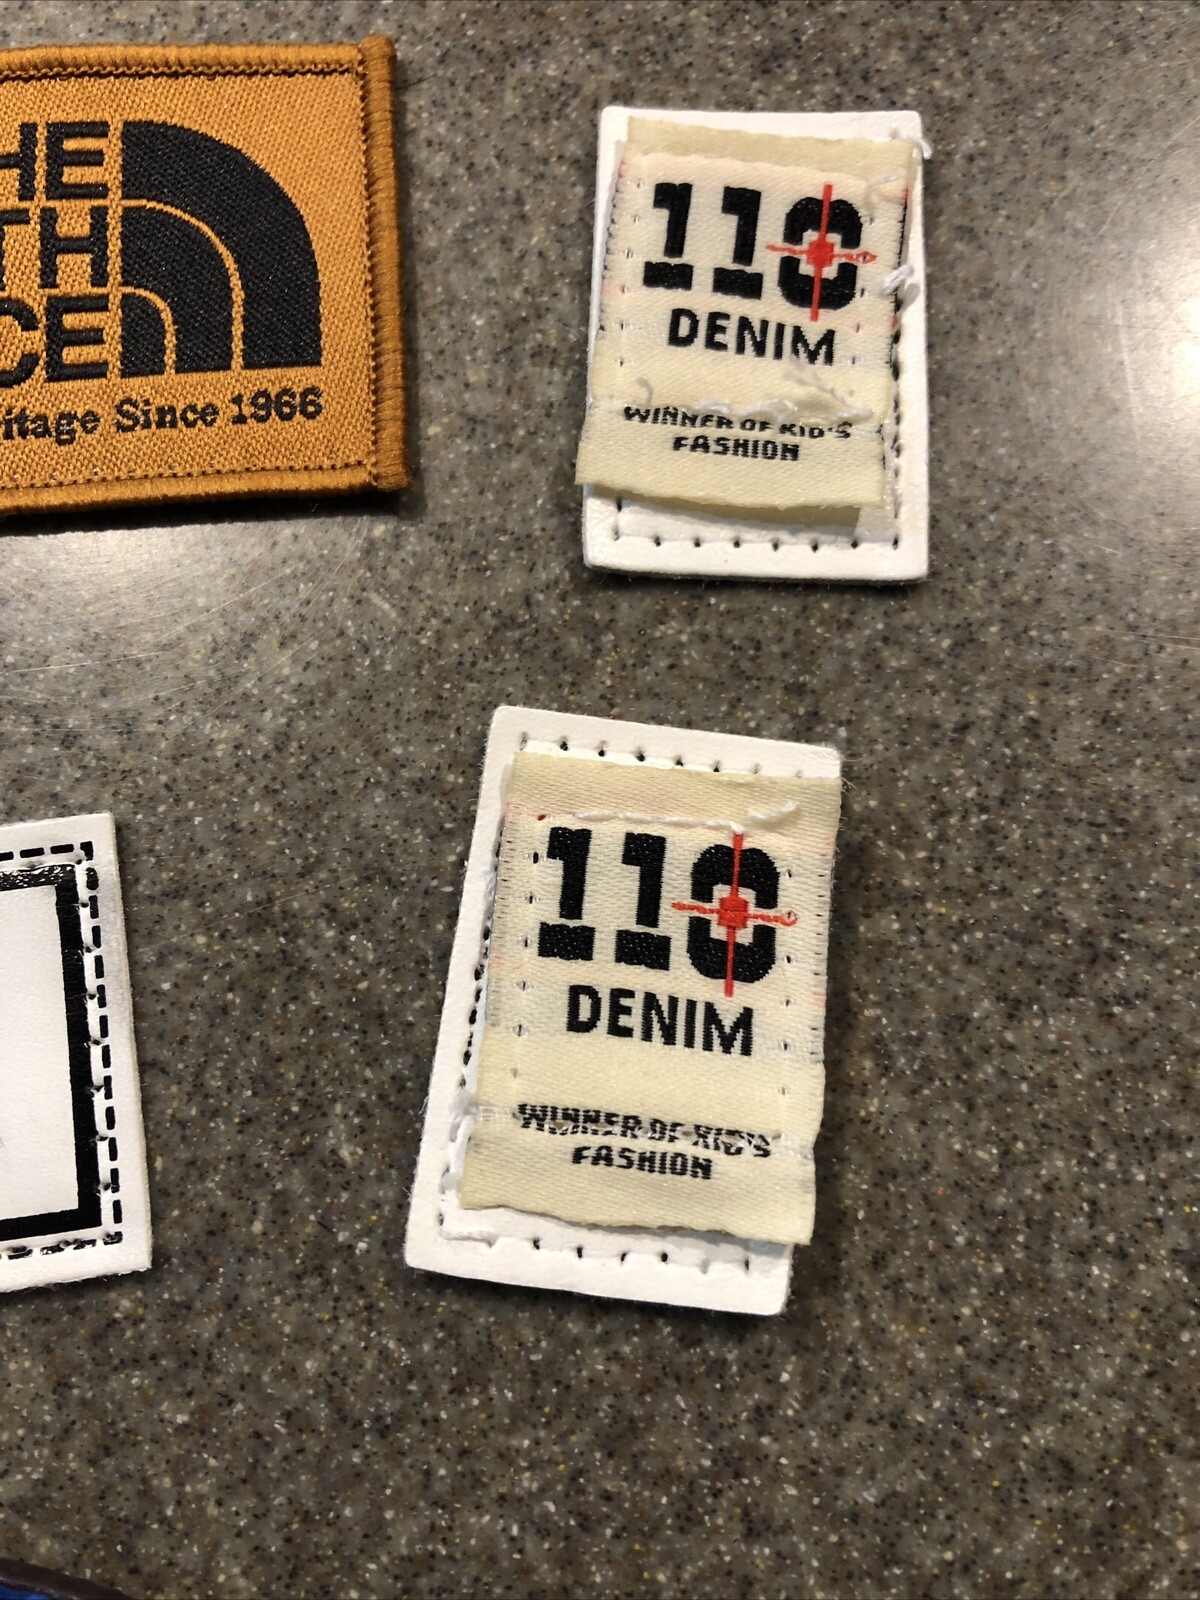 HE
TH
CE
itage Since 1966
110
DENIM
WINNER OF KID'S
FASHION
110
DENIM
WINNER OF KID'S
FASHION